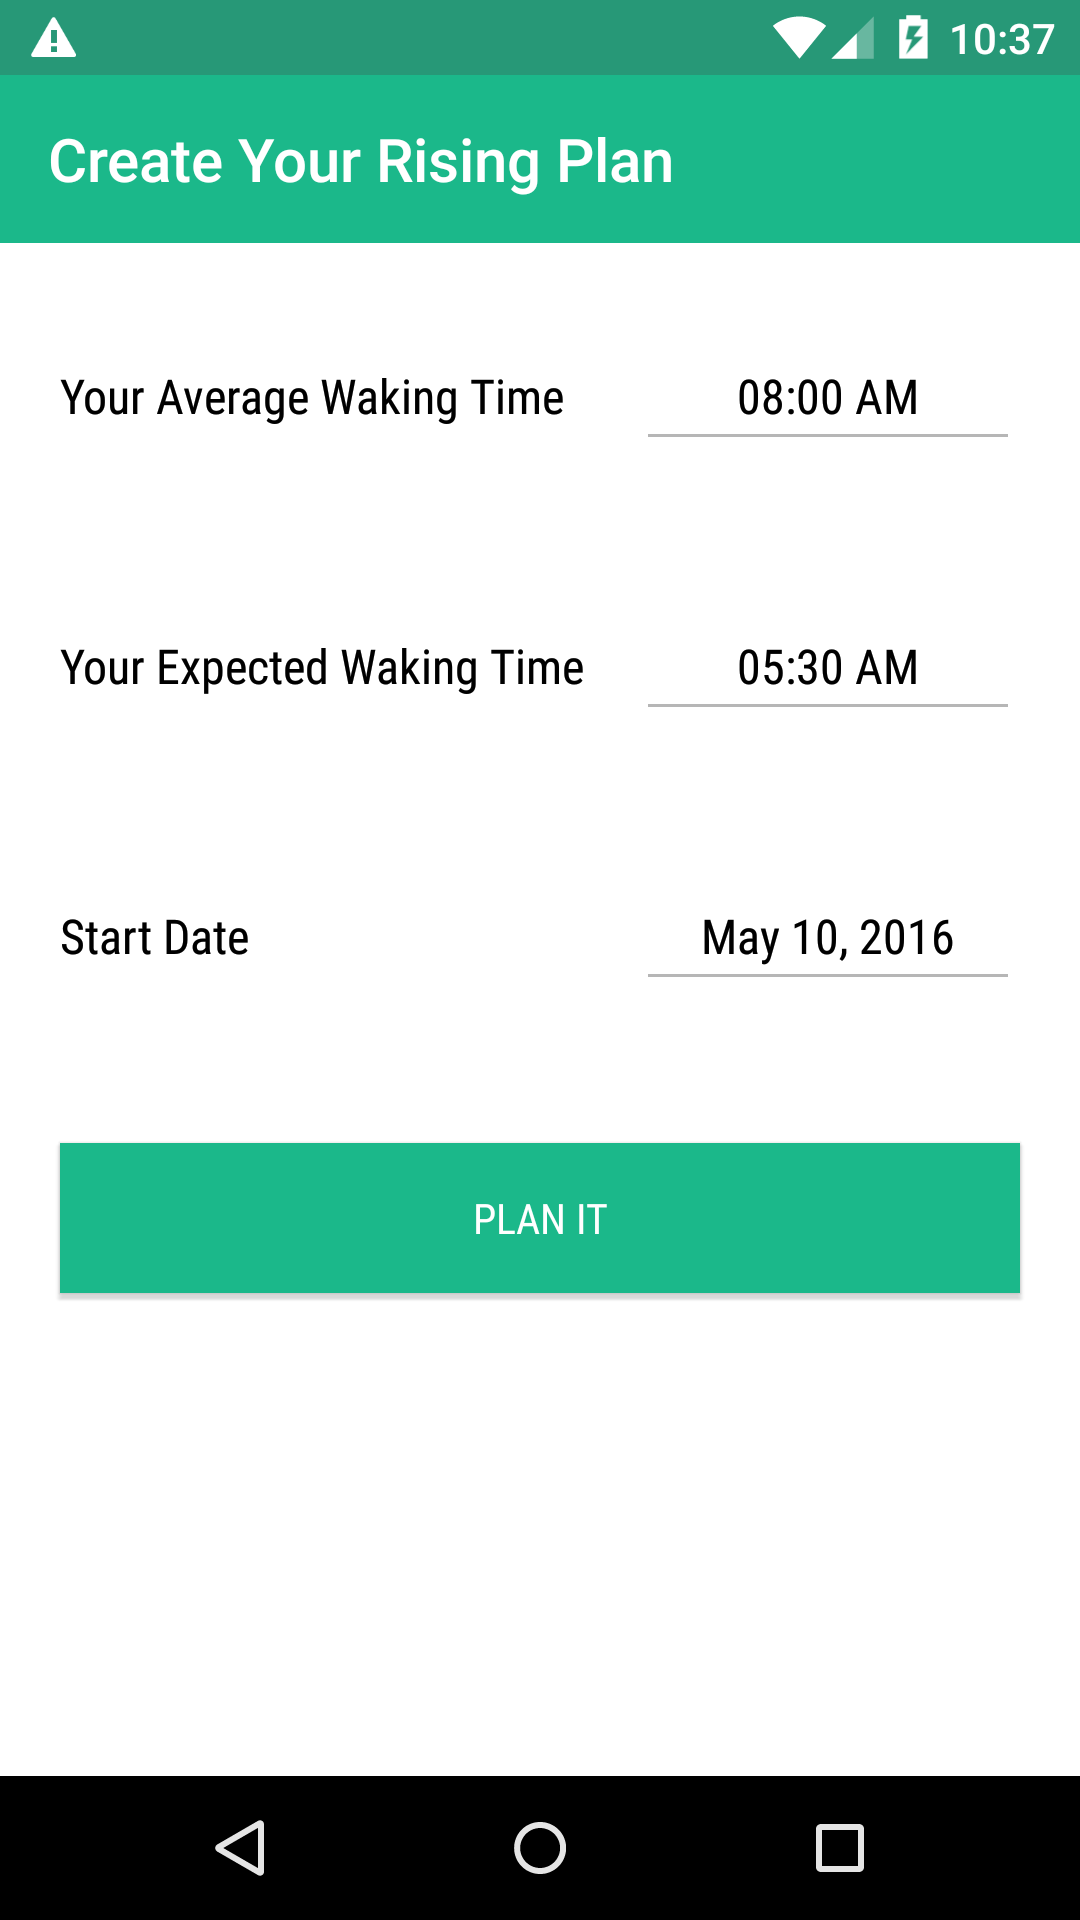 10:37
Create Your Rising Plan
Your Average Waking Time 08:00 AM
Your Expected Waking Time 05:30 AM
Start Date May 10, 2016
PLAN IT